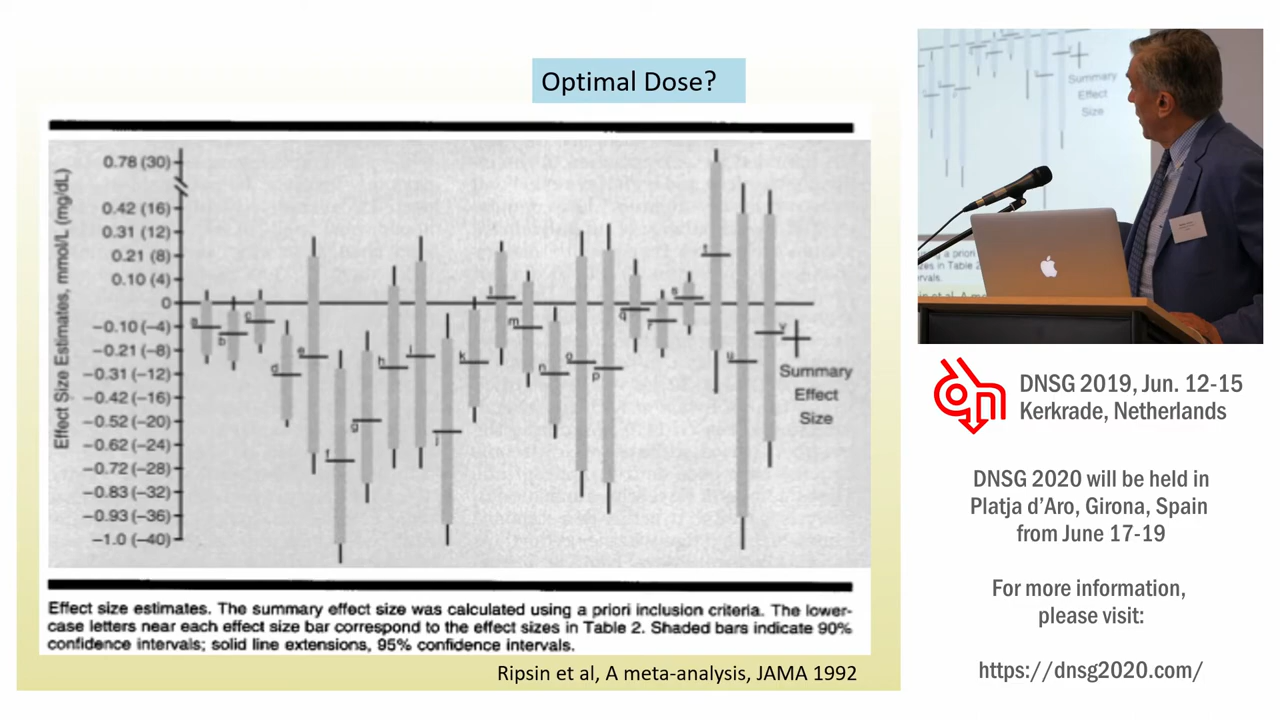 Optimal Dose?
Effect Size Estimates, mmol/L (mg/dL)
0.78 (30)
0.42 (16)
0.31 (12)
0.21 (8)
0.10 (4)
0
−0.10 (−4)
−0.21 (−8)
−0.31 (−12)
−0.42 (−16)
−0.52 (−20)
−0.62 (−24)
−0.72 (−28)
−0.83 (−32)
−0.93 (−36)
−1.0 (−40)
a
b
c
d
e
f
g
h
i
j
k
l
m
n
o
p
q
r
s
t
u
v
Summary
Effect
Size
Effect size estimates. The summary effect size was calculated using a priori inclusion criteria. The lower-
case letters near each effect size bar correspond to the effect sizes in Table 2. Shaded bars indicate 90%
confidence intervals; solid line extensions, 95% confidence intervals.
Ripsin et al, A meta-analysis, JAMA 1992
Summary
Effect
Size
DNSG 2019, Jun. 12-15
Kerkrade, Netherlands
DNSG 2020 will be held in
Platja d'Aro, Girona, Spain
from June 17-19
For more information,
please visit:
https://dnsg2020.com/